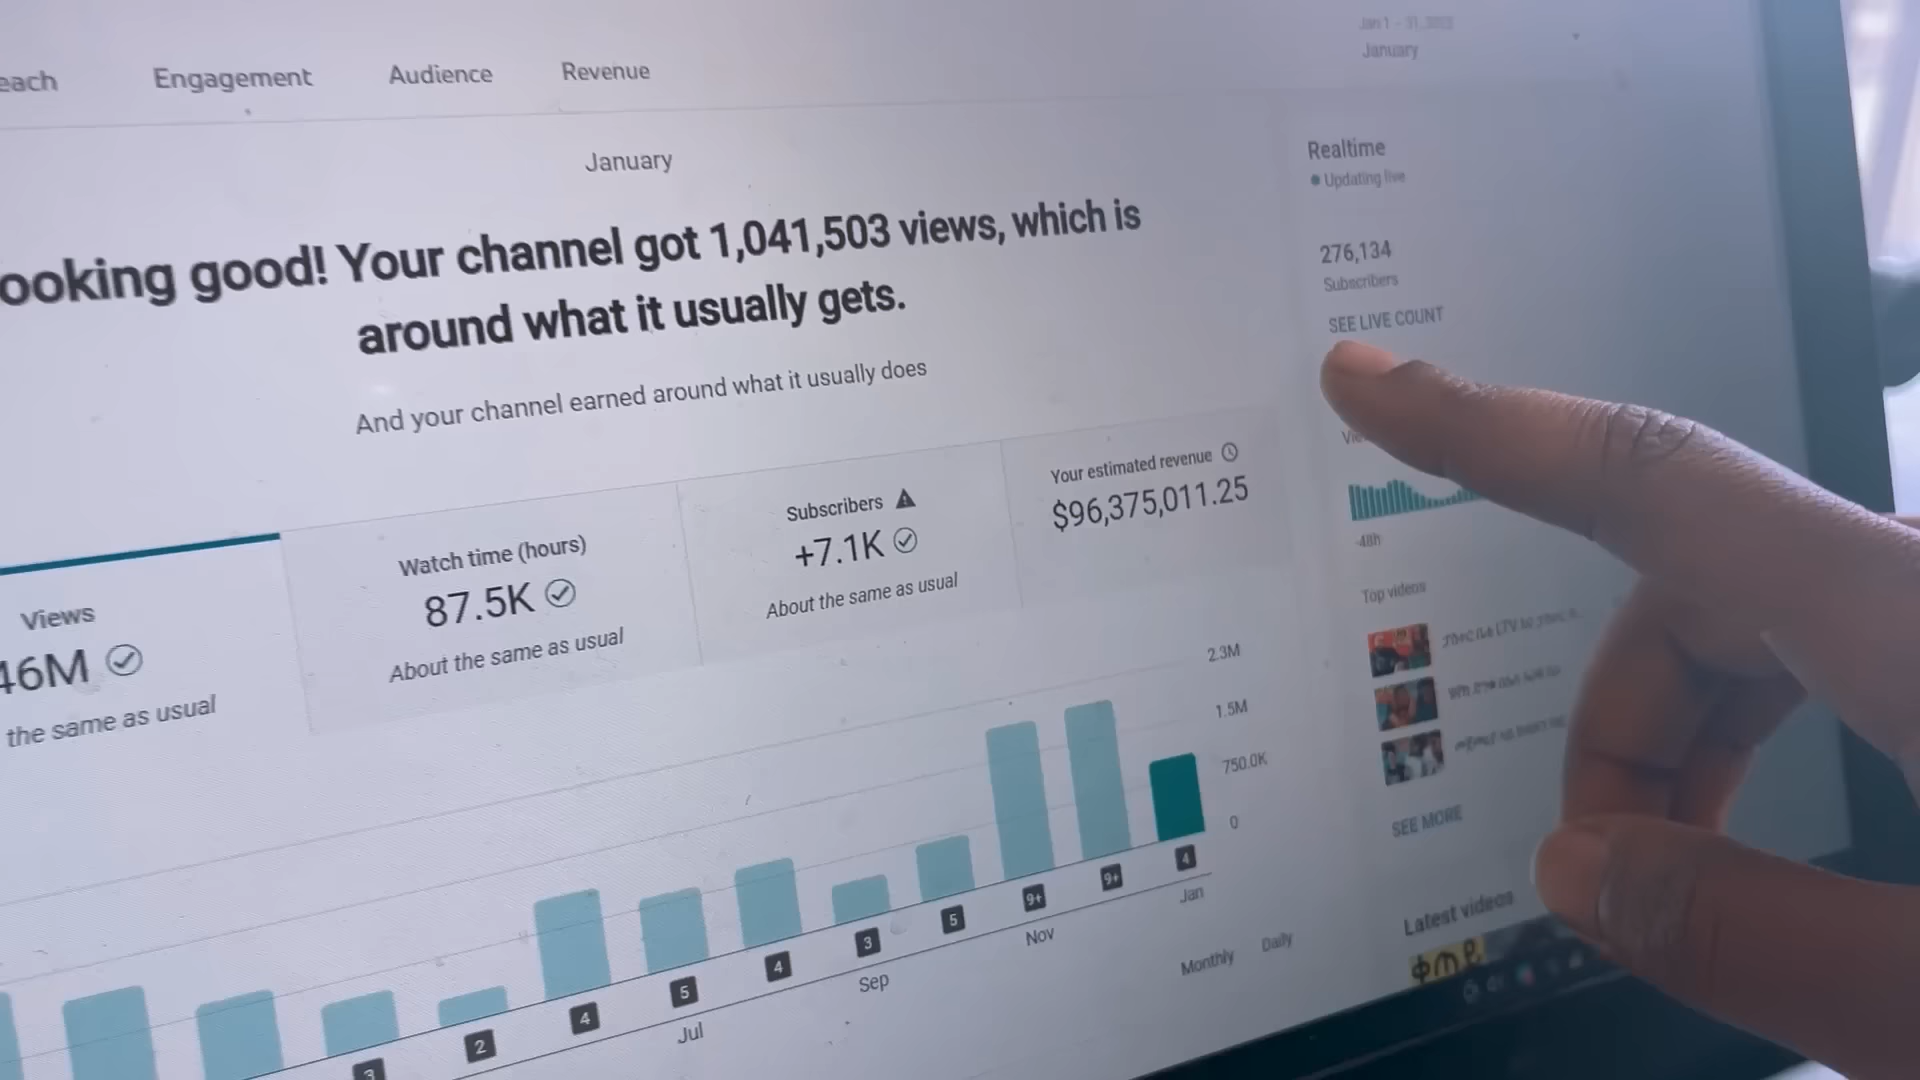 each Engagement Audience Revenue
Jan 1 – 31, 2023
January
January
ooking good! Your channel got 1,041,503 views, which is
around what it usually gets.
And your channel earned around what it usually does
Views
46M
the same as usual
Watch time (hours)
87.5K
About the same as usual
Subscribers
+7.1K
About the same as usual
Your estimated revenue
$96,375,011.25
2.3M
1.5M
750.0K
0
3 2 4 5 4 3 5 9+ 9+ 4
Jul Sep Nov Jan
Monthly Daily
Realtime
Updating live
276,134
Subscribers
SEE LIVE COUNT
-48h
Top videos
SEE MORE
Latest videos